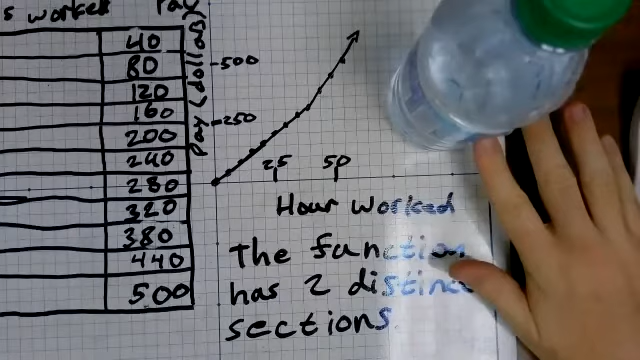 s worked Pay
40
80
120
160
200
240
280
320
380
440
500
Pay (dollars)
500
250
25 50
Hour Worked
The function
has 2 distinct
sections.